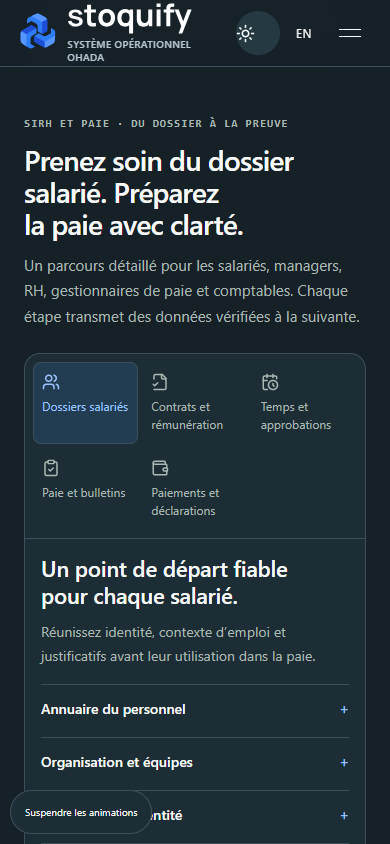 stoquify
SYSTÈME OPÉRATIONNEL
OHADA
EN
SIRH ET PAIE · DU DOSSIER À LA PREUVE
Prenez soin du dossier
salarié. Préparez
la paie avec clarté.
Un parcours détaillé pour les salariés, managers,
RH, gestionnaires de paie et comptables. Chaque
étape transmet des données vérifiées à la suivante.
Dossiers salariés
Contrats et
rémunération
Temps et
approbations
Paie et bulletins
Paiements et
déclarations
Un point de départ fiable
pour chaque salarié.
Réunissez identité, contexte d'emploi et
justificatifs avant leur utilisation dans la paie.
Annuaire du personnel +
Organisation et équipes +
Suspendre les animations
entité +